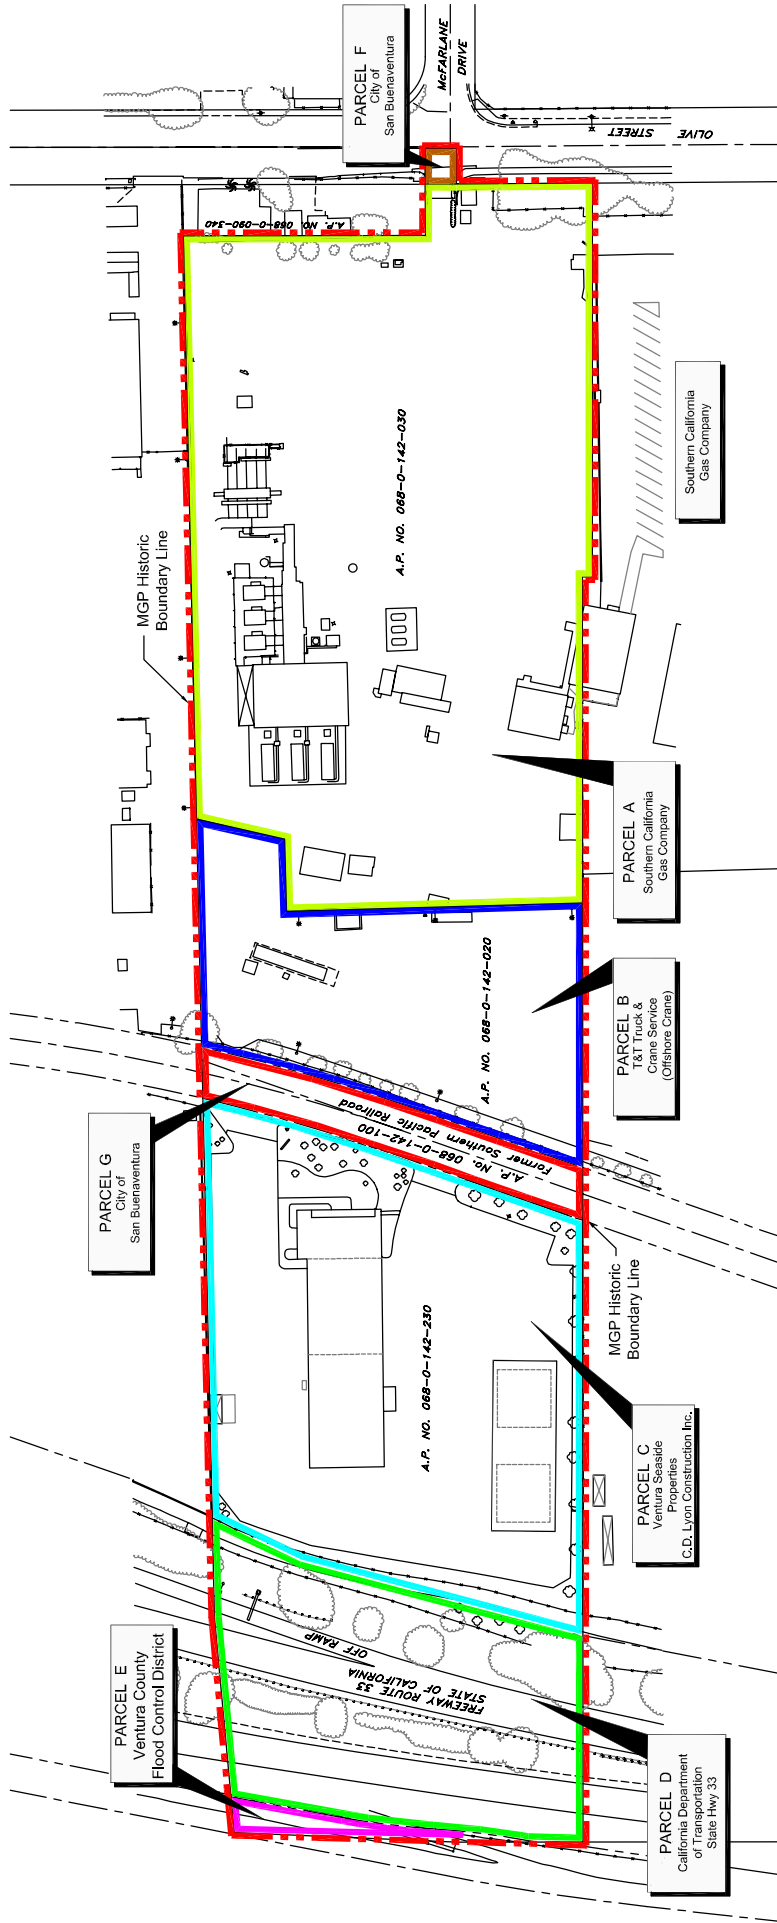 PARCEL F
City of
San Buenaventura
McFARLANE
DRIVE
OLIVE STREET
A.P. NO. 068-0-090-340
A.P. NO. 068-0-142-030
Southern California
Gas Company
MGP Historic
Boundary Line
PARCEL A
Southern California
Gas Company
A.P. NO. 068-0-142-020
PARCEL B
T&T Truck &
Crane Service
(Offshore Crane)
Former Southern Pacific Railroad
A.P. No. 068-0-142-100
PARCEL G
City of
San Buenaventura
MGP Historic
Boundary Line
A.P. NO. 068-0-142-230
PARCEL C
Ventura Seaside
Properties
C.D. Lyon Construction Inc.
OFF RAMP
FREEWAY ROUTE 33
STATE OF CALIFORNIA
PARCEL E
Ventura County
Flood Control District
PARCEL D
California Department
of Transportation
State Hwy 33